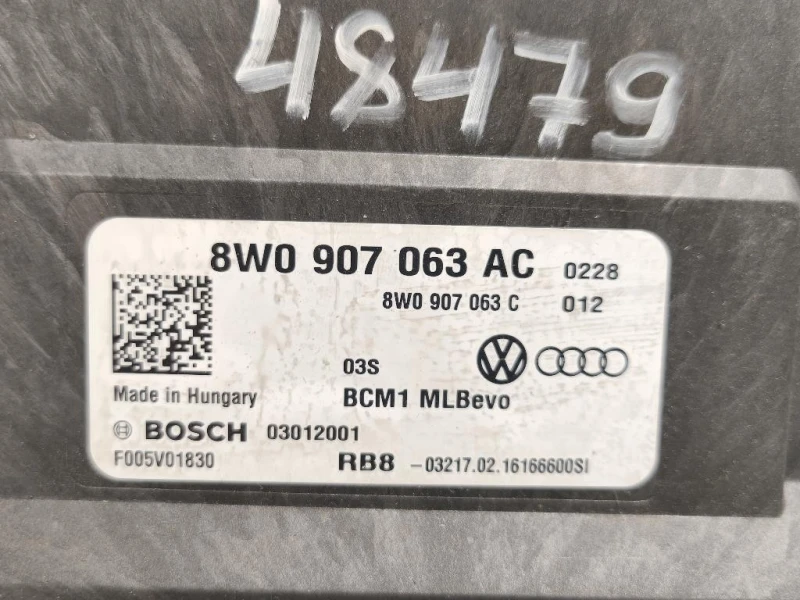 48479
8W0 907 063 AC 0228
8W0 907 063 C 012
03S
Made in Hungary BCM1 MLBevo
BOSCH 03012001
F005V01830 RB8 -03217.02.16166600SI